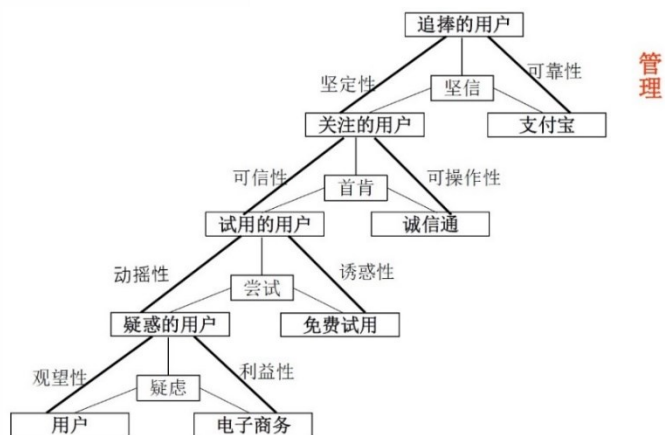 追捧的用户
管理
坚定性
坚信
可靠性
关注的用户
支付宝
可信性
首肯
可操作性
试用的用户
诚信通
动摇性
尝试
诱惑性
疑惑的用户
免费试用
观望性
疑虑
利益性
用户
电子商务